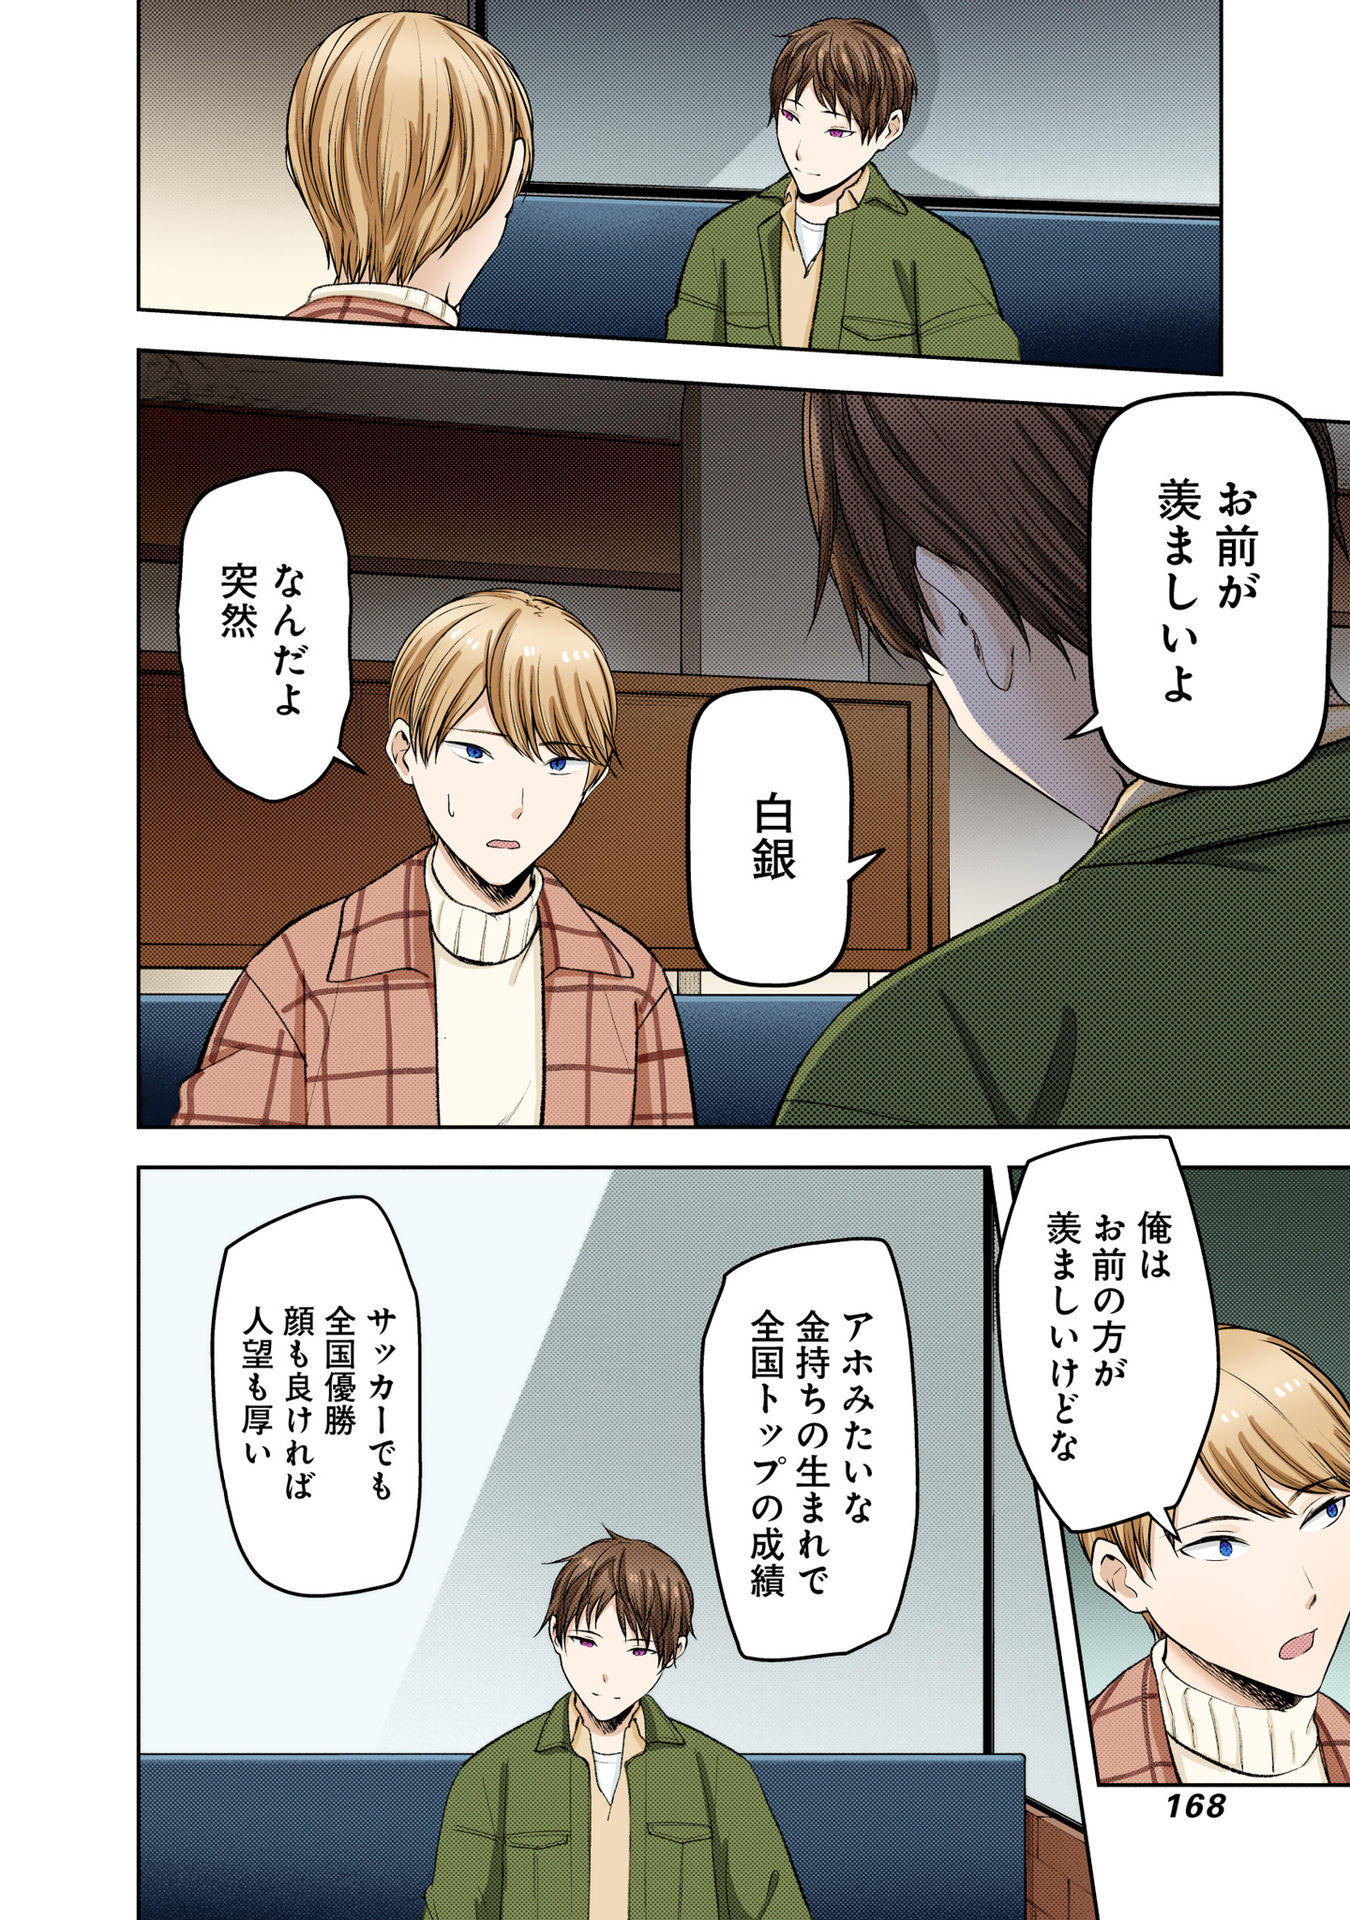 お前が
羨ましいよ
白銀
なんだよ
突然
俺は
お前の方が
羨ましいけどな
アホみたいな
金持ちの生まれで
全国トップの成績
サッカーでも
全国優勝
顔も良ければ
人望も厚い
168